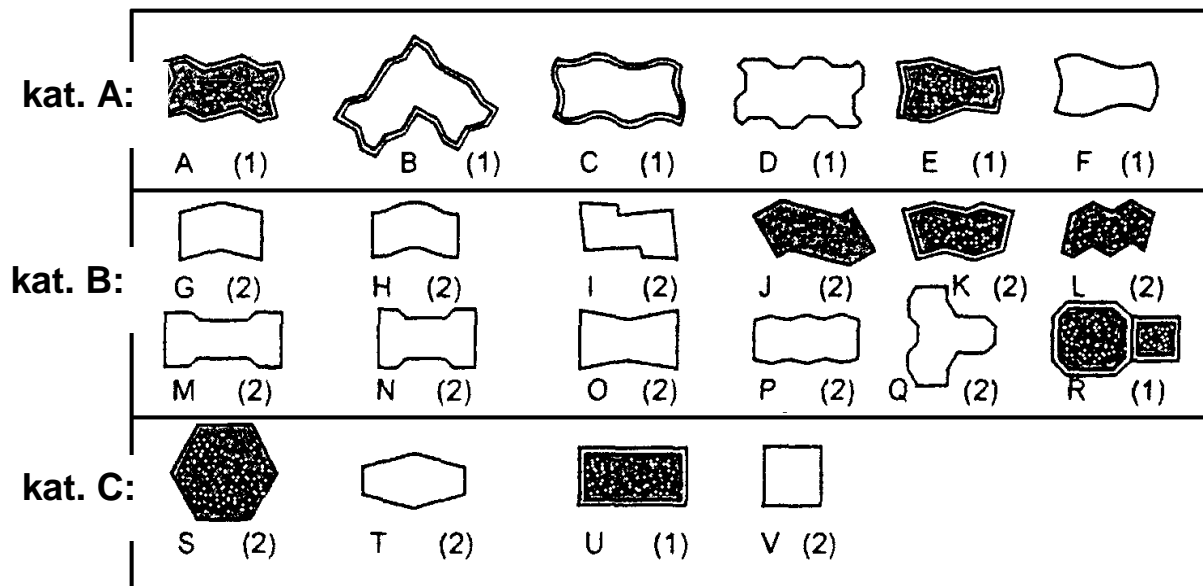 kat. A:
A (1) B (1) C (1) D (1) E (1) F (1)
kat. B:
G (2) H (2) I (2) J (2) K (2) L (2)
M (2) N (2) O (2) P (2) Q (2) R (1)
kat. C:
S (2) T (2) U (1) V (2)